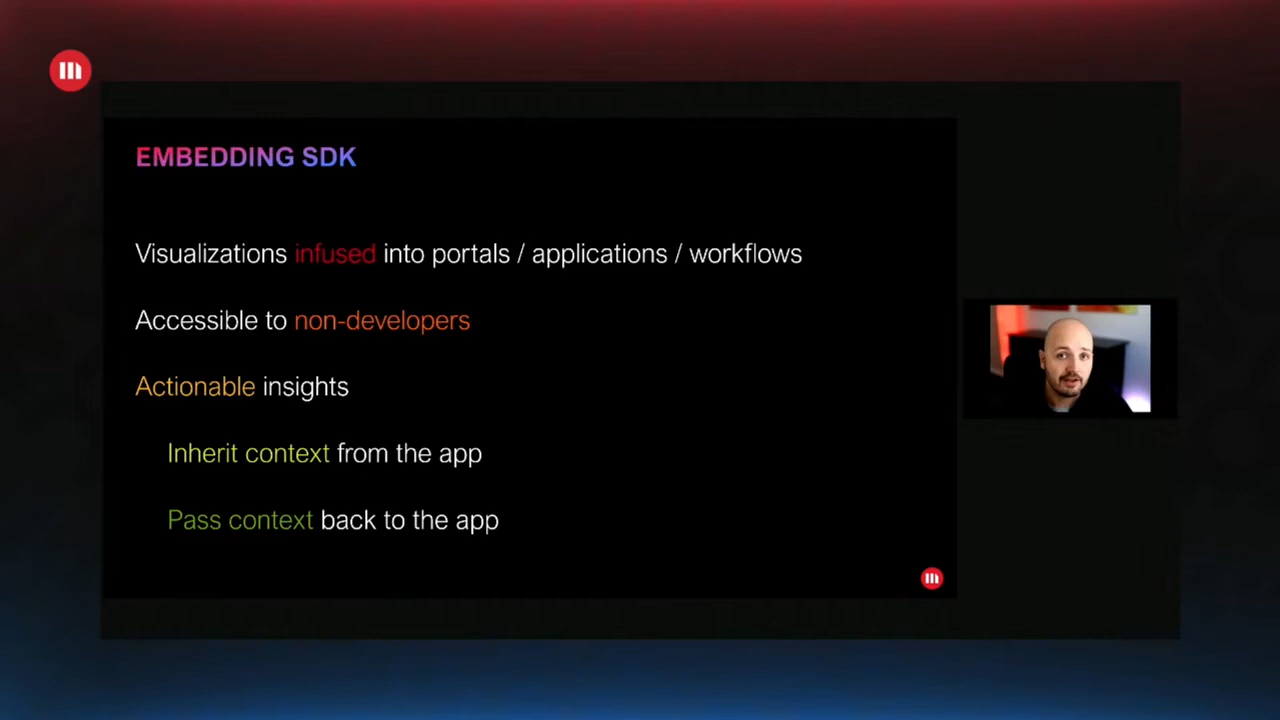 EMBEDDING SDK
Visualizations infused into portals / applications / workflows
Accessible to non-developers
Actionable insights
Inherit context from the app
Pass context back to the app